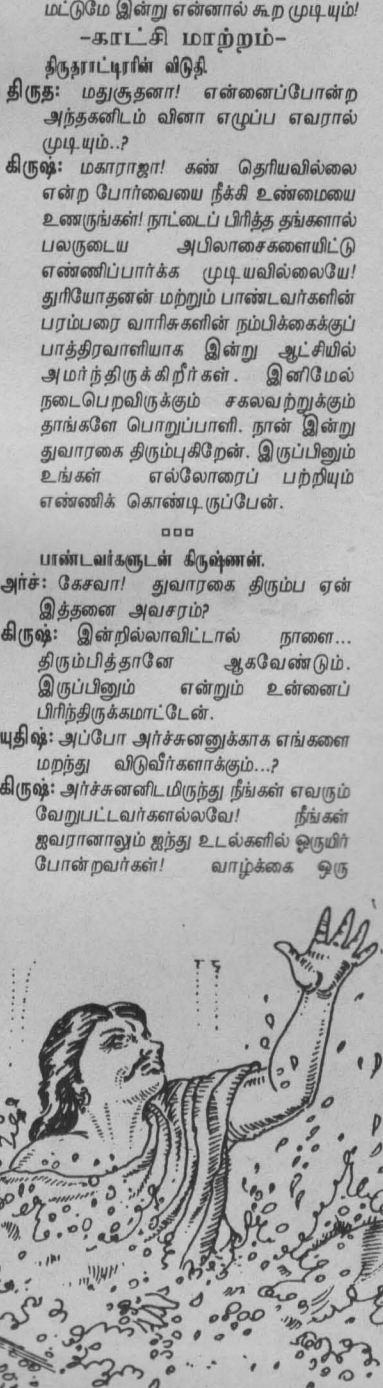 மட்டுமே இன்று என்னால் கூற முடியும்!
-காட்சி மாற்றம்-
திருதராட்டிரரின் விடுதி.
திருத: மதுசூதனா! என்னைப்போன்ற
அந்தகனிடம் வினா எழுப்ப எவரால்
முடியும்..?
கிருஷ்: மகாராஜா! கண் தெரியவில்லை
என்ற போர்வையை நீக்கி உண்மையை
உணருங்கள்! நாட்டைப் பிரித்த தங்களால்
பலருடைய அபிலாசைகளையிட்டு
எண்ணிப்பார்க்க முடியவில்லையே!
துரியோதனன் மற்றும் பாண்டவர்களின்
பரம்பரை வாரிசுகளின் நம்பிக்கைக்குப்
பாத்திரவாளியாக இன்று ஆட்சியில்
அமர்ந்திருக்கிறீர்கள். இனிமேல்
நடைபெறவிருக்கும் சகலவற்றுக்கும்
தாங்களே பொறுப்பாளி. நான் இன்று
துவாரகை திரும்புகிறேன். இருப்பினும்
உங்கள் எல்லோரைப் பற்றியும்
எண்ணிக் கொண்டிருப்பேன்.
□□□
பாண்டவர்களுடன் கிருஷ்ணன்.
அர்ச்: கேசவா! துவாரகை திரும்ப ஏன்
இத்தனை அவசரம்?
கிருஷ்: இன்றில்லாவிட்டால் நாளை...
திரும்பித்தானே ஆகவேண்டும்.
இருப்பினும் என்றும் உன்னைப்
பிரிந்திருக்கமாட்டேன்.
யுதிஷ்: அப்போ அர்ச்சுனனுக்காக எங்களை
மறந்து விடுவீர்களாக்கும்...?
கிருஷ்: அர்ச்சுனனிடமிருந்து நீங்கள் எவரும்
வேறுபட்டவர்களல்லவே! நீங்கள்
ஐவரானாலும் ஐந்து உடல்களில் ஓருயிர்
போன்றவர்கள்! வாழ்க்கை ஒரு